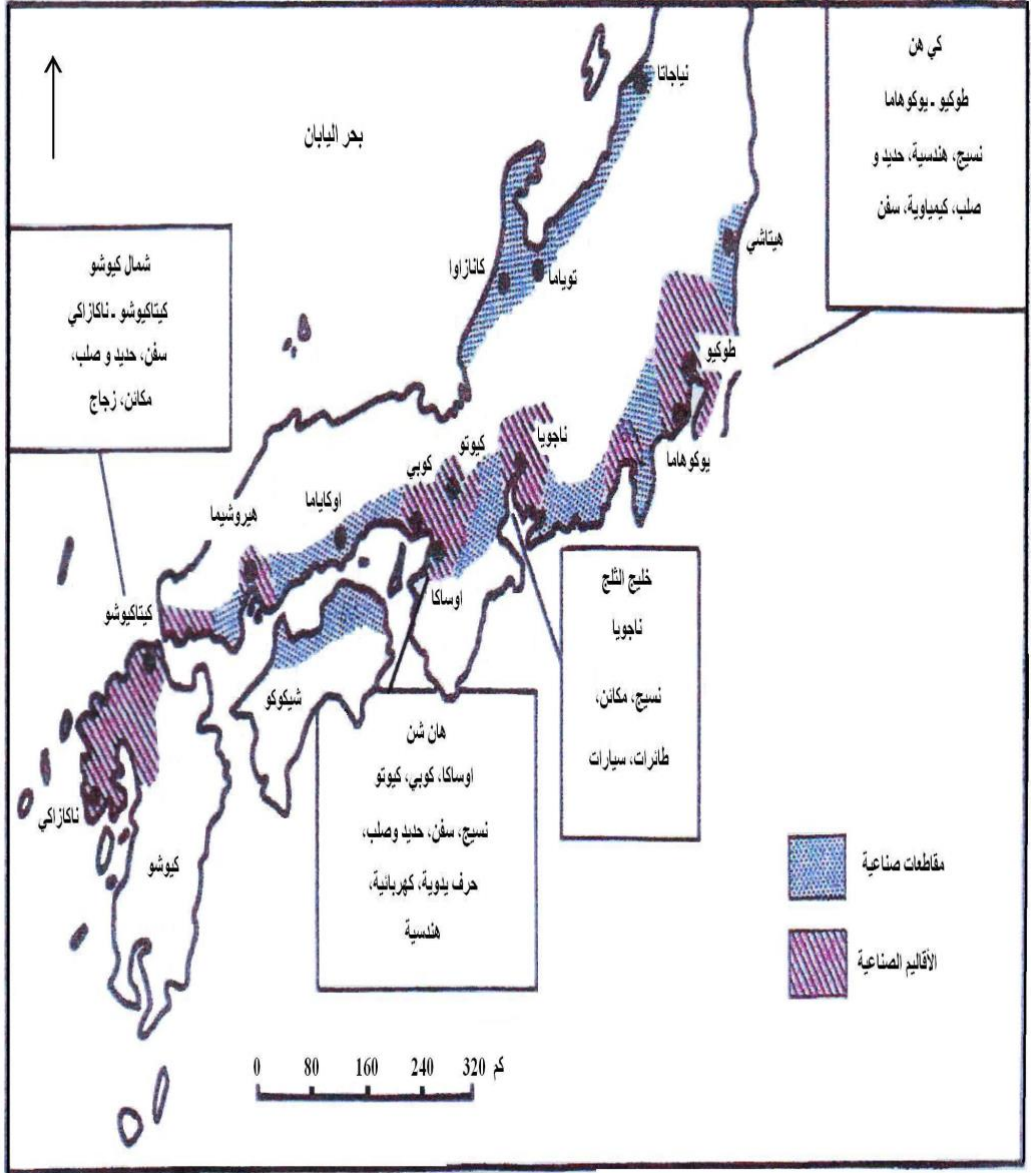 كي هن
طوكيو - يوكوهاما
نسيج، هندسية، حديد و
صلب، كيمياوية، سفن
نياجاتا
بحر اليابان
هيتاشي
شمال كيوشو
كيتاكيوشو - ناكازاكي
سفن، حديد و صلب،
مكائن، زجاج
كانازاوا
توياما
طوكيو
يوكوهاما
ناجويا
كيوتو
كوبي
اوكاياما
هيروشيما
كيتاكيوشو
اوساكا
شيكوكو
ناكازاكي
كيوشو
خليج الثلج
ناجويا
نسيج، مكائن،
طائرات، سيارات
هان شن
اوساكا، كوبي، كيوتو
نسيج، سفن، حديد وصلب،
حرف يدوية، كهربائية،
هندسية
مقاطعات صناعية
الأقاليم الصناعية
0 80 160 240 320 كم